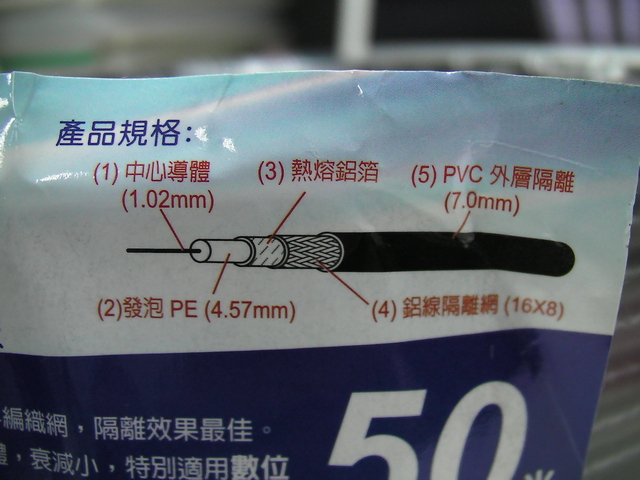 產品規格:
(1) 中心導體
(1.02mm)
(3) 熱熔鋁箔
(5) PVC 外層隔離
(7.0mm)
(2)發泡 PE (4.57mm)
(4) 鋁線隔離網 (16X8)
編織網，隔離效果最佳。
，衰減小，特別適用數位
50